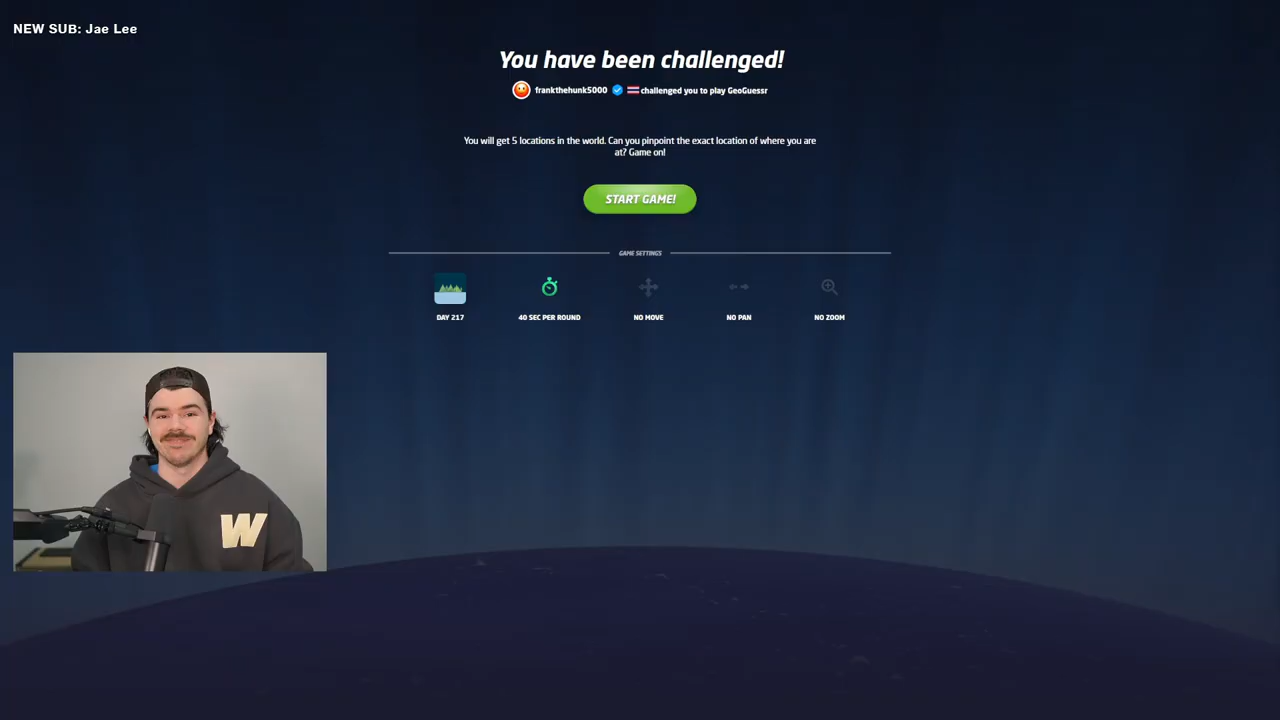 NEW SUB: Jae Lee
You have been challenged!
frankthehunk5000 challenged you to play GeoGuessr
You will get 5 locations in the world. Can you pinpoint the exact location of where you are
at? Game on!
START GAME!
GAME SETTINGS
DAY 217
40 SEC PER ROUND
NO MOVE
NO PAN
NO ZOOM
W